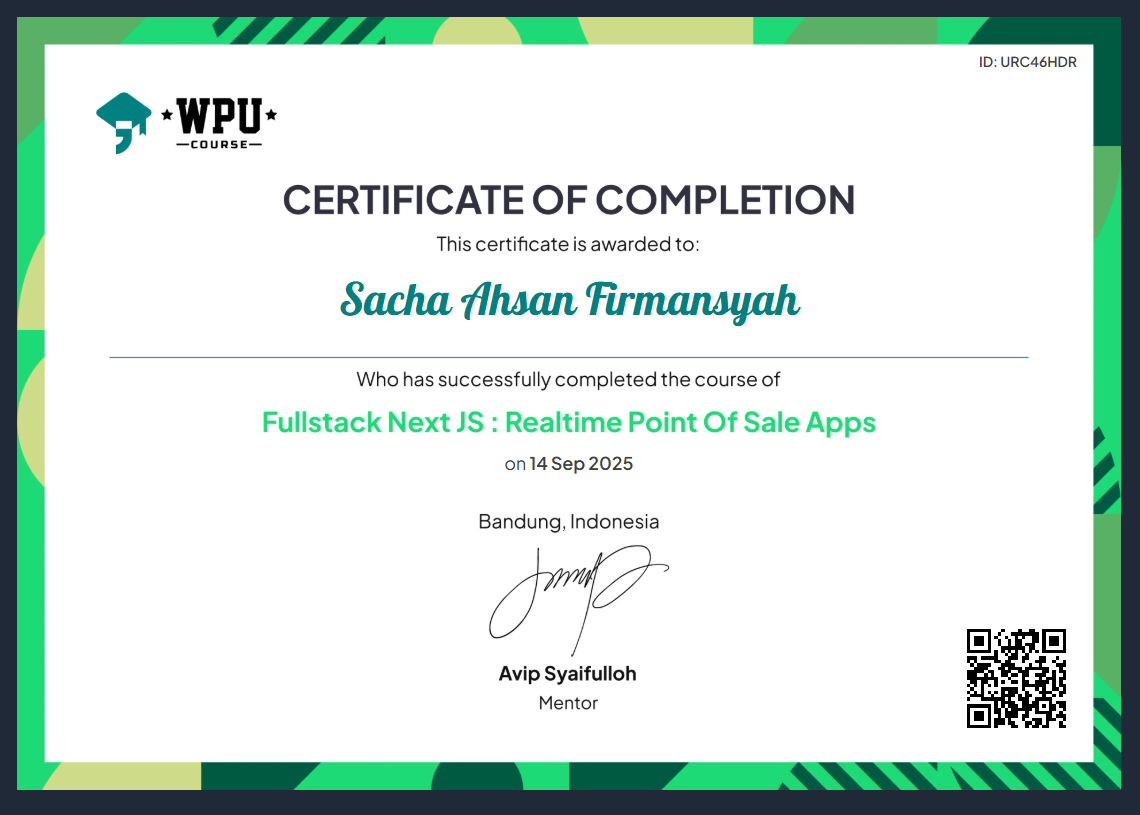 ID: URC46HDR
WPU
COURSE
CERTIFICATE OF COMPLETION
This certificate is awarded to:
Sacha Ahsan Firmansyah
Who has successfully completed the course of
Fullstack Next JS : Realtime Point Of Sale Apps
on 14 Sep 2025
Bandung, Indonesia
Avip Syaifulloh
Mentor